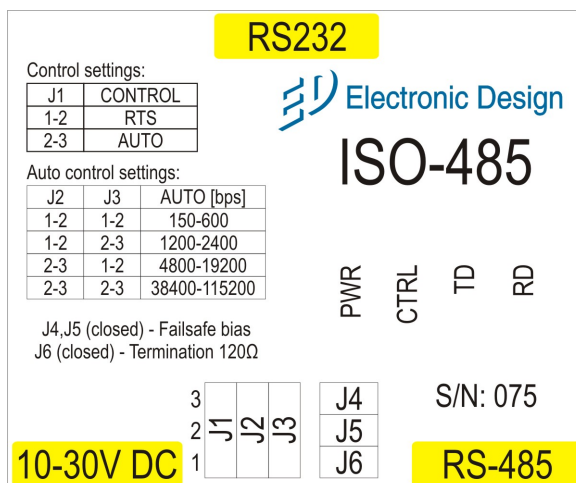 RS232
Control settings:
J1 CONTROL
1-2 RTS
2-3 AUTO
Electronic Design
ISO-485
Auto control settings:
J2 J3 AUTO [bps]
1-2 1-2 150-600
1-2 2-3 1200-2400
2-3 1-2 4800-19200
2-3 2-3 38400-115200
PWR CTRL TD RD
J4,J5 (closed) - Failsafe bias
J6 (closed) - Termination 120Ω
3
2
1
J1 J2 J3
J4
J5
J6
S/N: 075
10-30V DC
RS-485